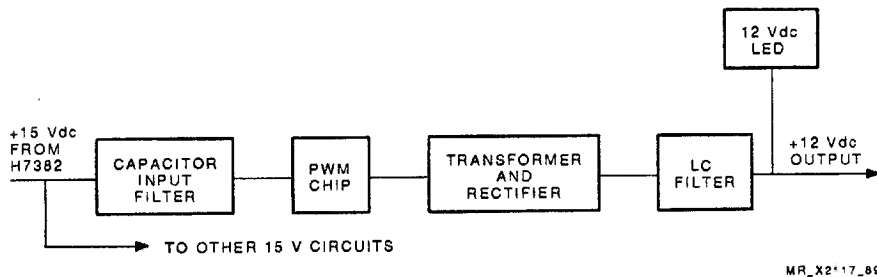 12 Vdc
LED
+15 Vdc
FROM
H7382
CAPACITOR
INPUT
FILTER
PWM
CHIP
TRANSFORMER
AND
RECTIFIER
LC
FILTER
+12 Vdc
OUTPUT
TO OTHER 15 V CIRCUITS